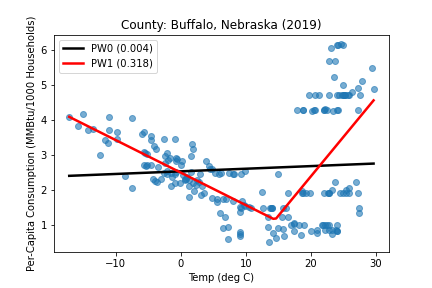 County: Buffalo, Nebraska (2019)
PW0 (0.004)
PW1 (0.318)
Per-Capita Consumption (MMBtu/1000 Households)
6
5
4
3
2
1
−10 0 10 20 30
Temp (deg C)